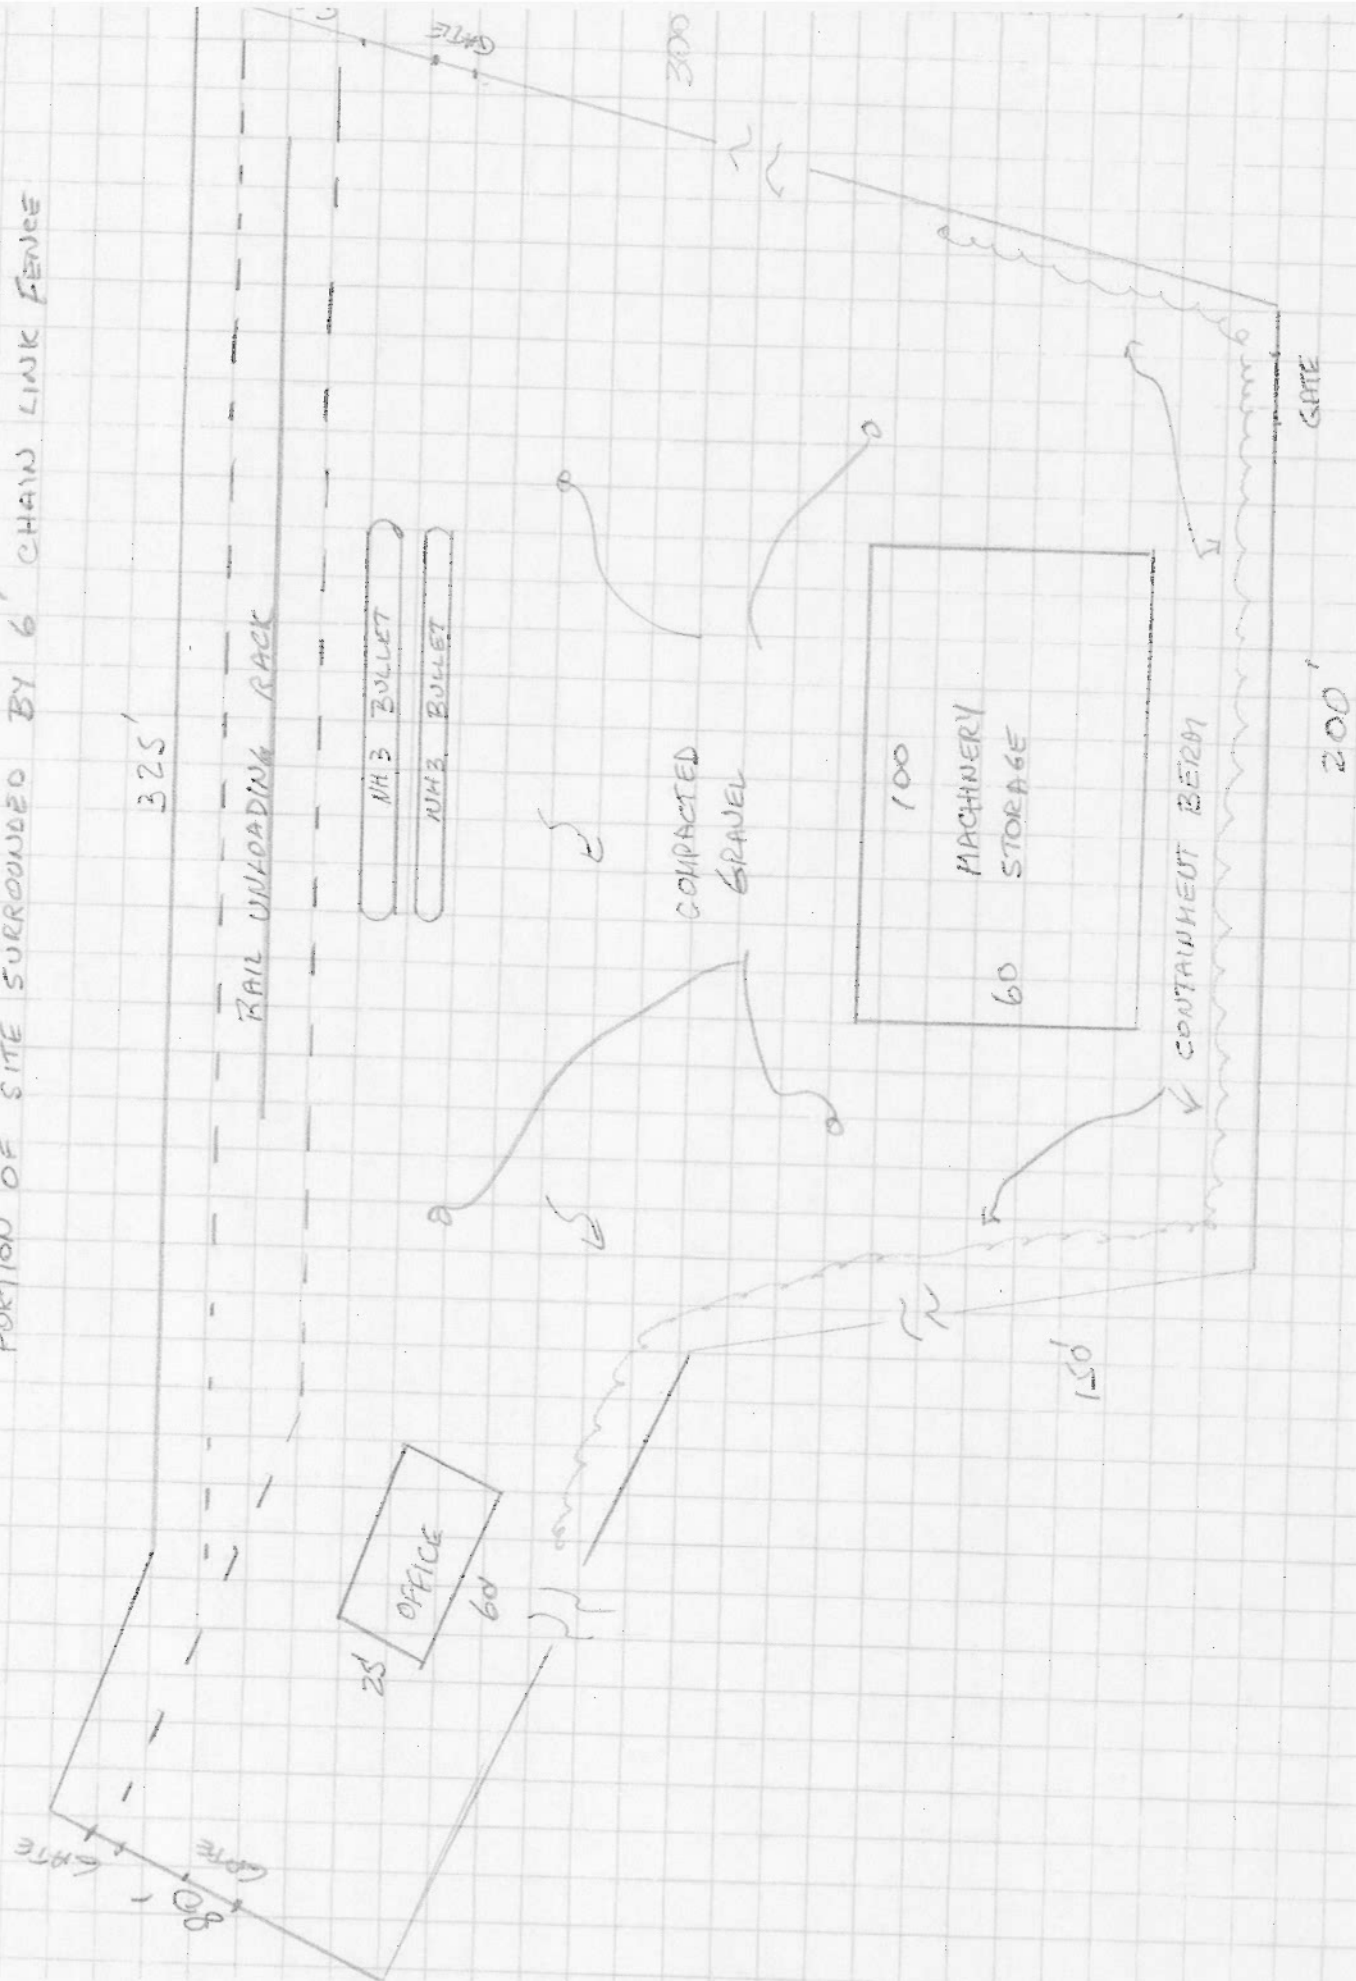 PORTION OF SITE SURROUNDED BY 6' CHAIN LINK FENCE
325'
RAIL UNLOADING RACK
NH3 BULLET
NH3 BULLET
COMPACTED
GRAVEL
100
MACHINERY
STORAGE
60
CONTAINMENT BERM
200'
GATE
GATE
300
150'
OFFICE
25'
60'
GATE
GATE
80'